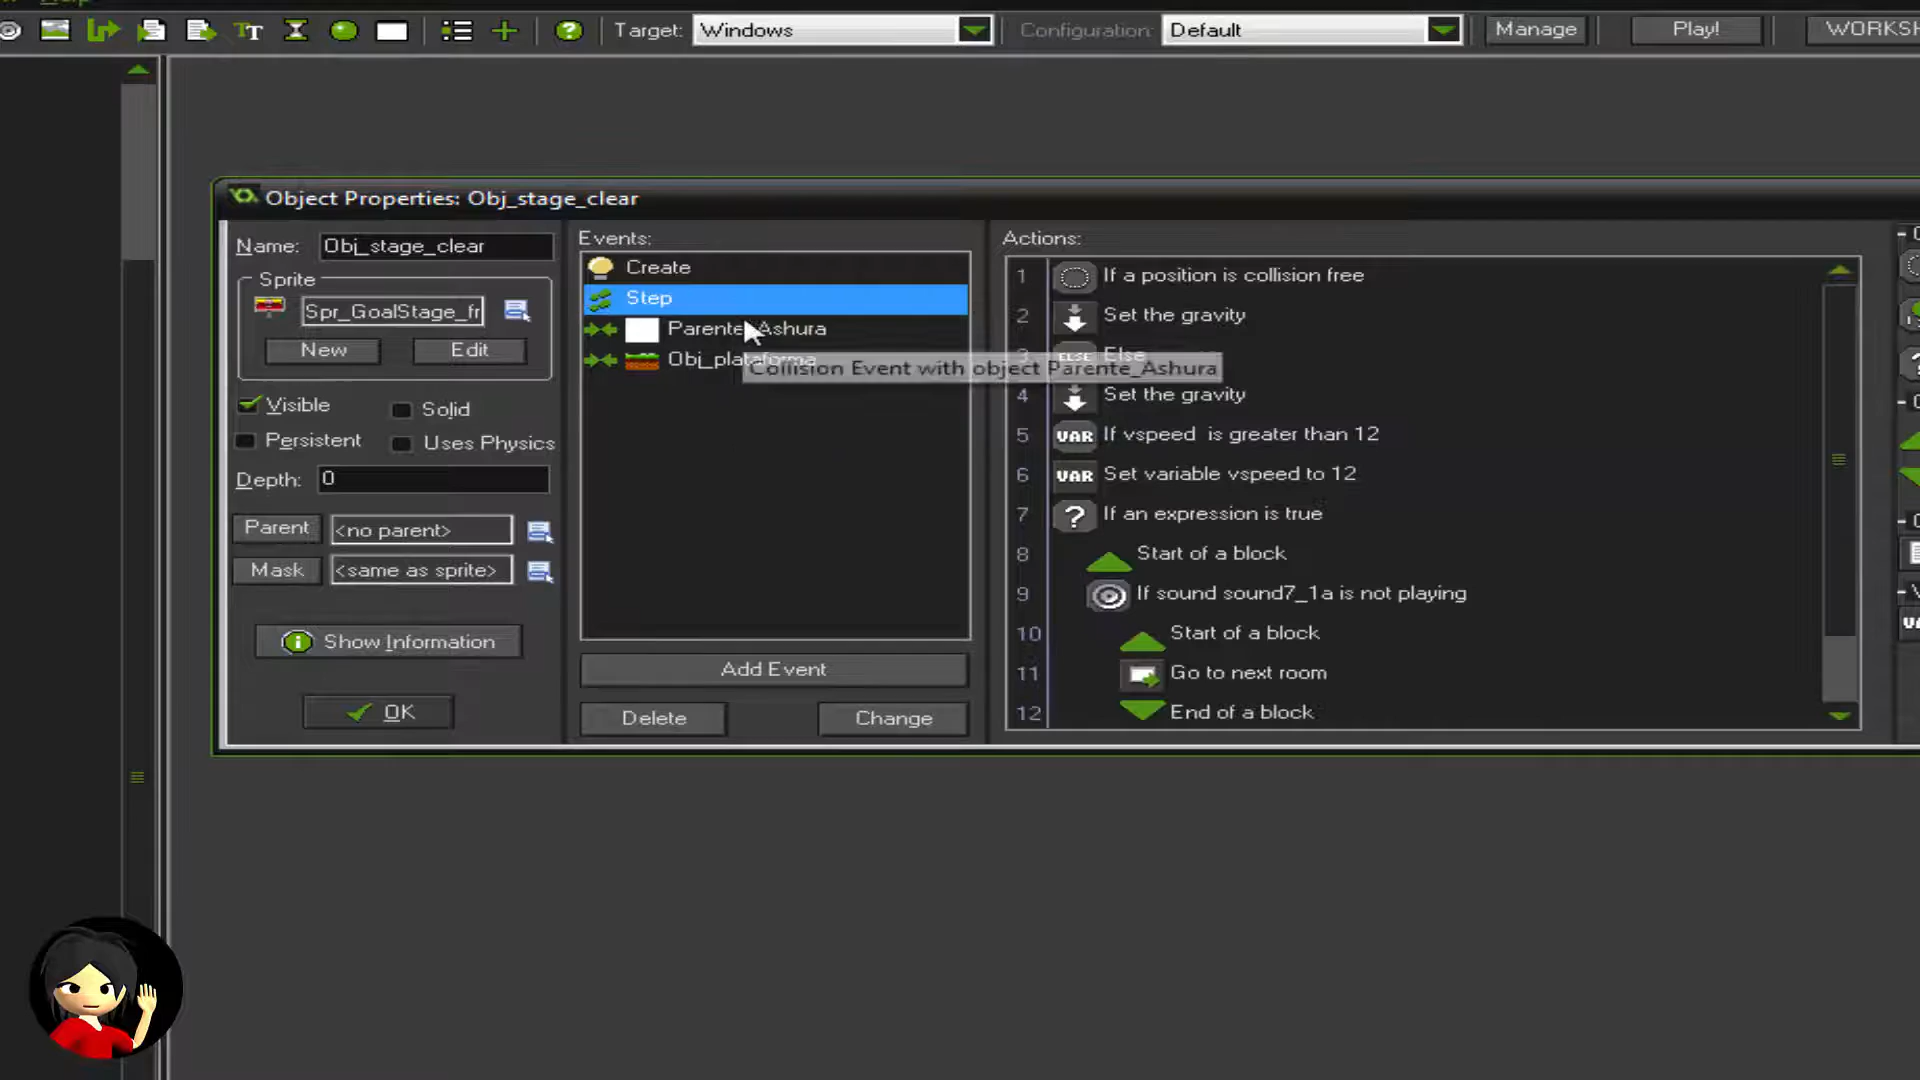 Target: Windows Configuration: Default Manage Play!
Object Properties: Obj_stage_clear
Name: Obj_stage_clear
Sprite
Spr_GoalStage_fr
New Edit
Visible Solid
Persistent Uses Physics
Depth: 0
Parent <no parent>
Mask <same as sprite>
Show Information
OK
Events:
Create
Step
Parente_Ashura
Obj_plataforma
Collision Event with object Parente_Ashura
Add Event
Delete Change
Actions:
1 If a position is collision free
2 Set the gravity
3 ELSE Else
4 Set the gravity
5 VAR If vspeed is greater than 12
6 VAR Set variable vspeed to 12
7 ? If an expression is true
8 Start of a block
9 If sound sound7_1a is not playing
10 Start of a block
11 Go to next room
12 End of a block